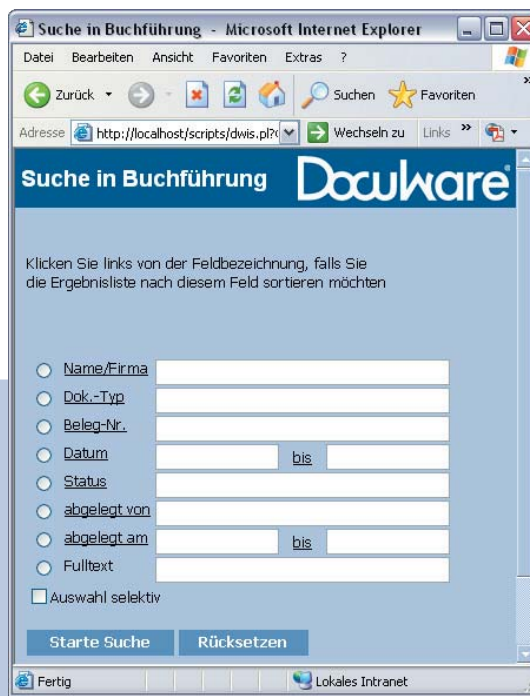 Suche in Buchführung - Microsoft Internet Explorer
Datei Bearbeiten Ansicht Favoriten Extras ?
Zurück Suchen Favoriten »
Adresse http://localhost/scripts/dwis.pl? Wechseln zu Links »
Suche in Buchführung DocuWare®
Klicken Sie links von der Feldbezeichnung, falls Sie
die Ergebnisliste nach diesem Feld sortieren möchten
Name/Firma
Dok.-Typ
Beleg-Nr.
Datum bis
Status
abgelegt von
abgelegt am bis
Fulltext
Auswahl selektiv
Starte Suche Rücksetzen
Fertig Lokales Intranet